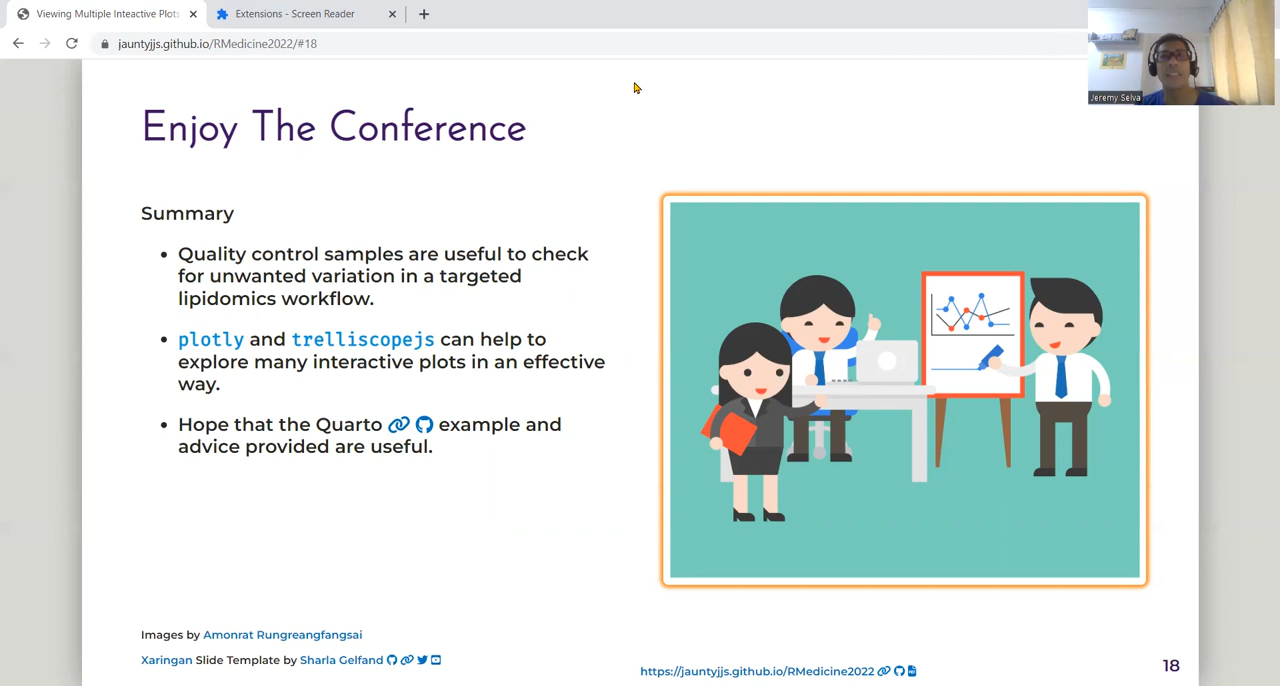 Viewing Multiple Inteactive Plots
Extensions - Screen Reader
jauntyjjs.github.io/RMedicine2022/#18
Jeremy Selva
Enjoy The Conference
Summary
• Quality control samples are useful to check
for unwanted variation in a targeted
lipidomics workflow.
• plotly and trelliscopejs can help to
explore many interactive plots in an effective
way.
• Hope that the Quarto example and
advice provided are useful.
Images by Amonrat Rungreangfangsai
Xaringan Slide Template by Sharla Gelfand
https://jauntyjjs.github.io/RMedicine2022
18